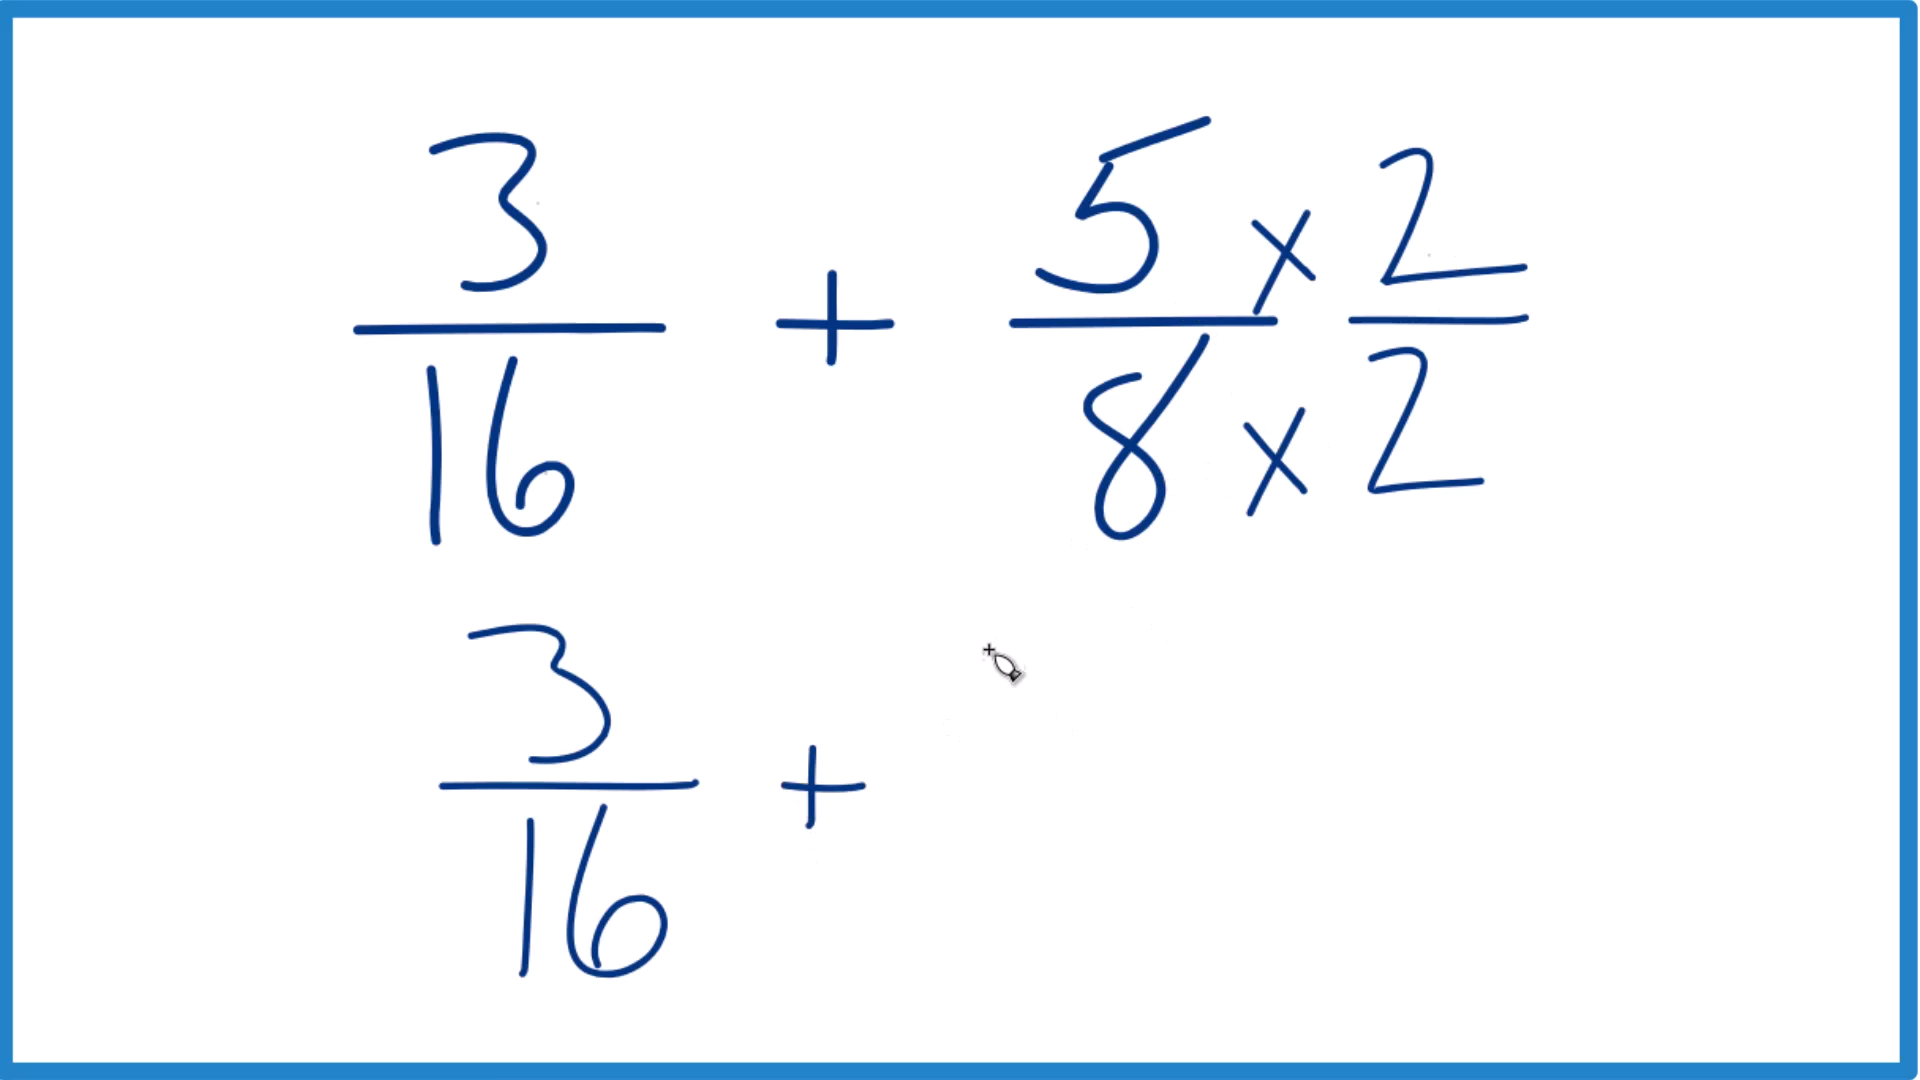 3/16 + 5/8 × 2/2
3/16 +